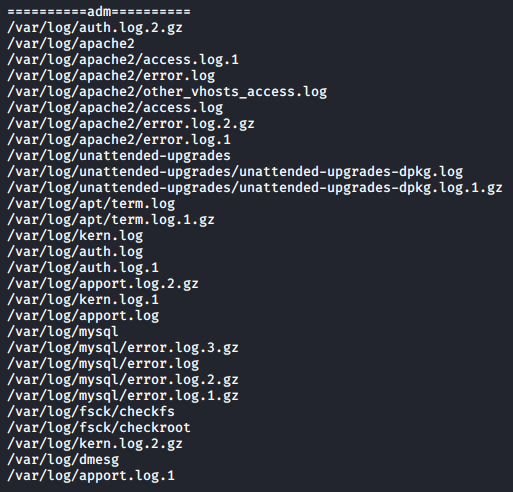 ==========adm==========
/var/log/auth.log.2.gz
/var/log/apache2
/var/log/apache2/access.log.1
/var/log/apache2/error.log
/var/log/apache2/other_vhosts_access.log
/var/log/apache2/access.log
/var/log/apache2/error.log.2.gz
/var/log/apache2/error.log.1
/var/log/unattended-upgrades
/var/log/unattended-upgrades/unattended-upgrades-dpkg.log
/var/log/unattended-upgrades/unattended-upgrades-dpkg.log.1.gz
/var/log/apt/term.log
/var/log/apt/term.log.1.gz
/var/log/kern.log
/var/log/auth.log
/var/log/auth.log.1
/var/log/apport.log.2.gz
/var/log/kern.log.1
/var/log/apport.log
/var/log/mysql
/var/log/mysql/error.log.3.gz
/var/log/mysql/error.log
/var/log/mysql/error.log.2.gz
/var/log/mysql/error.log.1.gz
/var/log/fsck/checkfs
/var/log/fsck/checkroot
/var/log/kern.log.2.gz
/var/log/dmesg
/var/log/apport.log.1